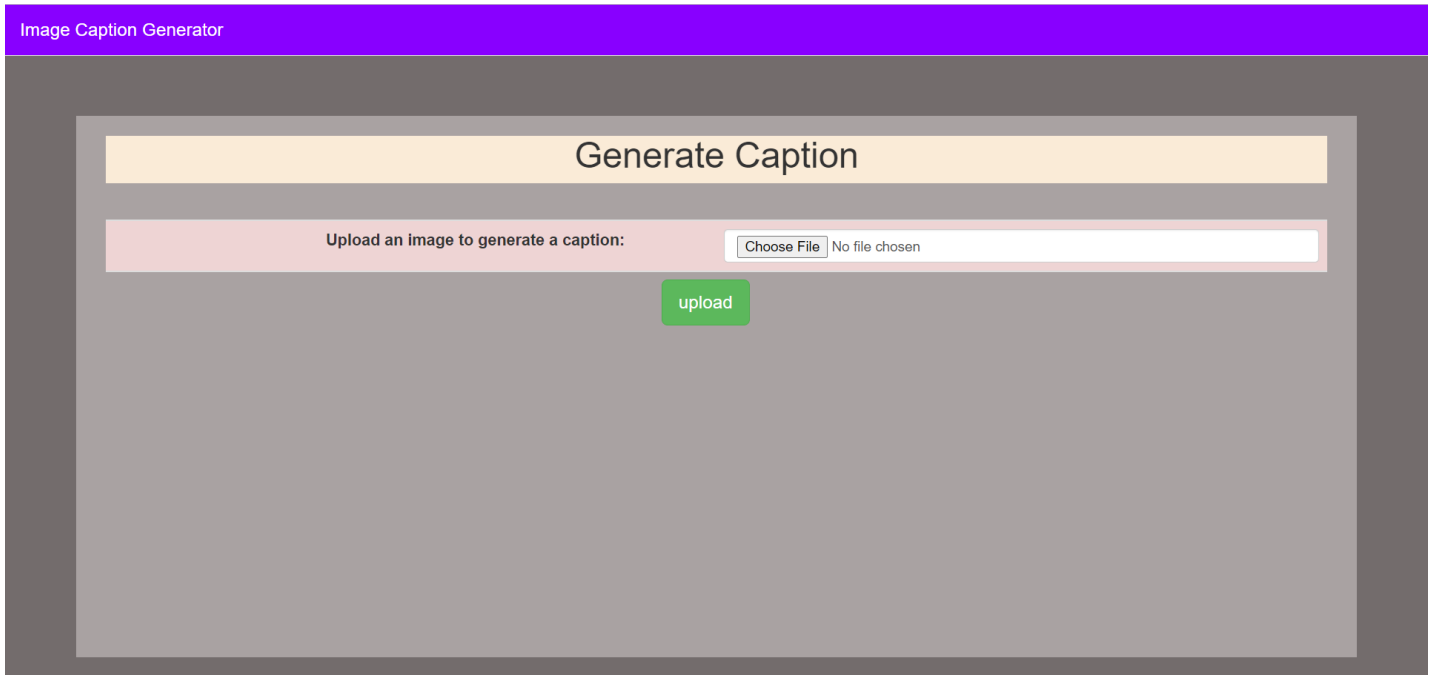 Image Caption Generator
Generate Caption
Upload an image to generate a caption: Choose File No file chosen
upload